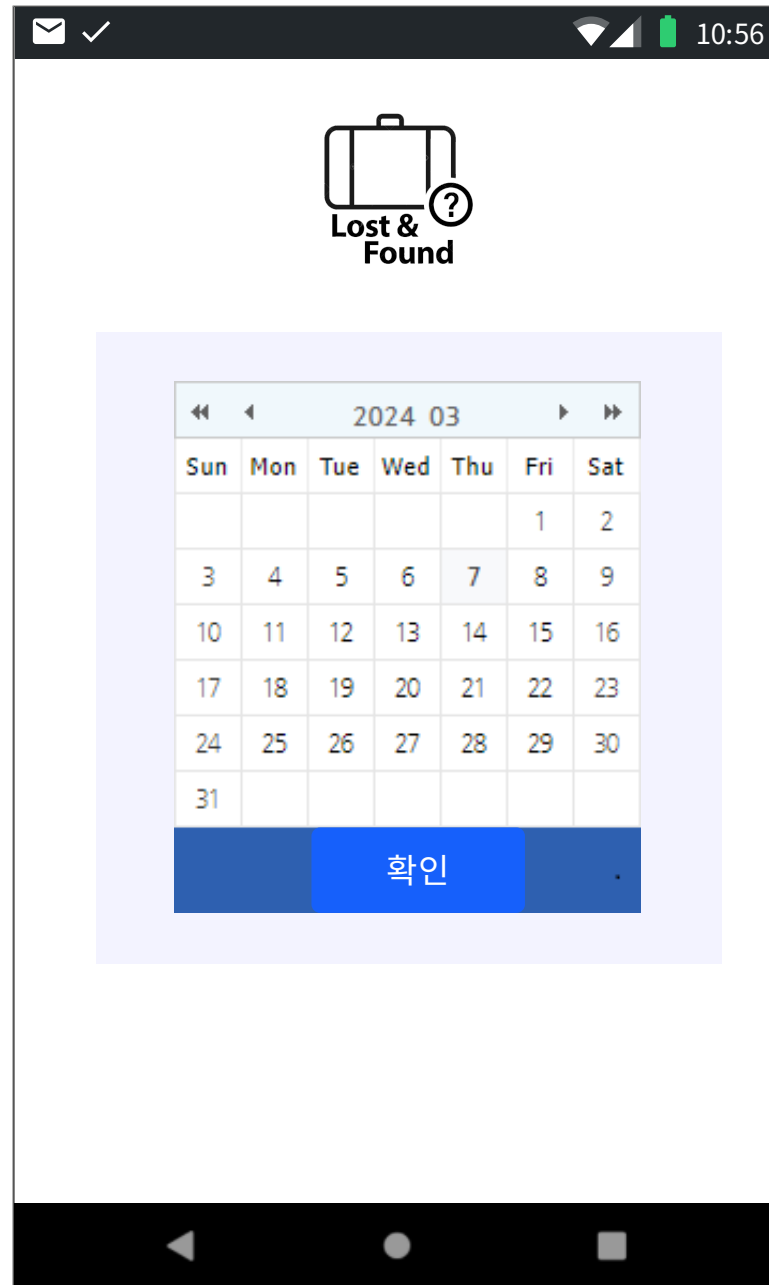 10:56
?
Lost &
Found
2024 03
Sun Mon Tue Wed Thu Fri Sat
1 2
3 4 5 6 7 8 9
10 11 12 13 14 15 16
17 18 19 20 21 22 23
24 25 26 27 28 29 30
31
확인